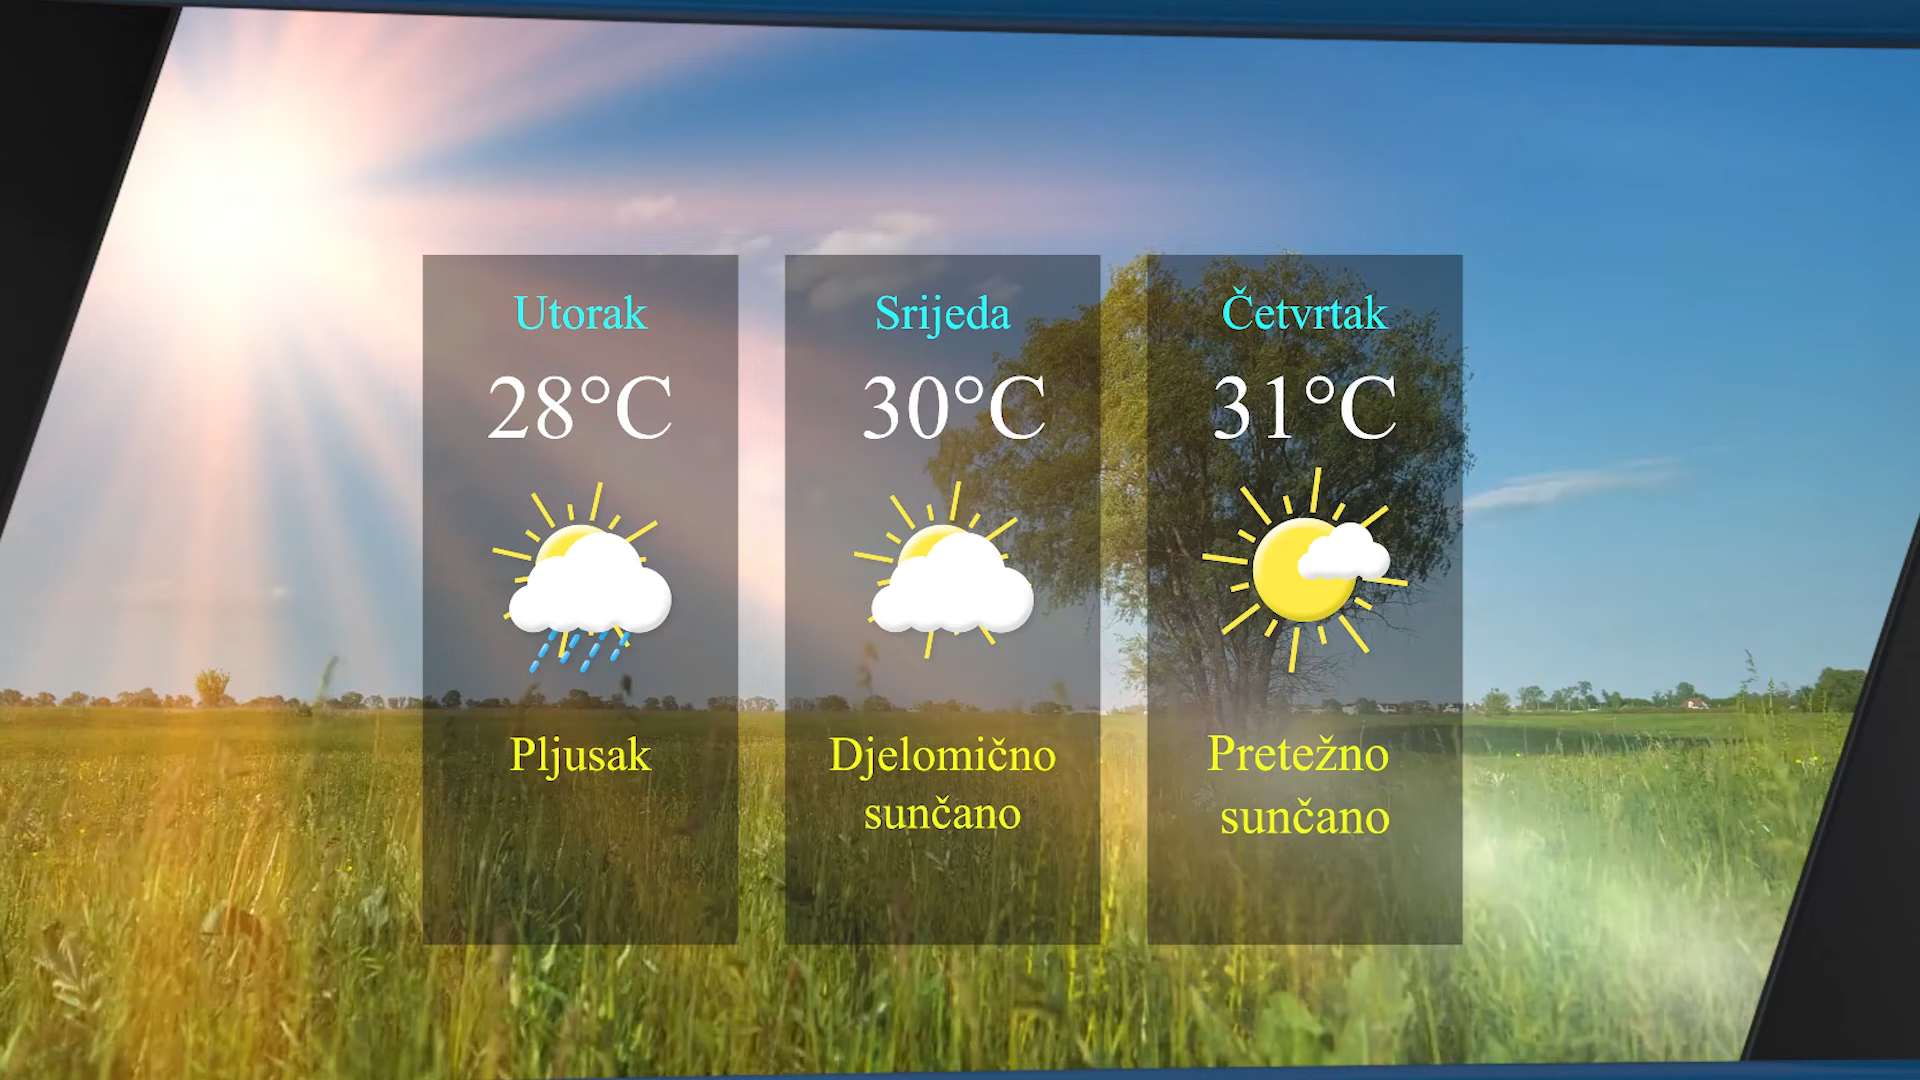 Utorak
28°C
Pljusak
Srijeda
30°C
Djelomično
sunčano
Četvrtak
31°C
Pretežno
sunčano